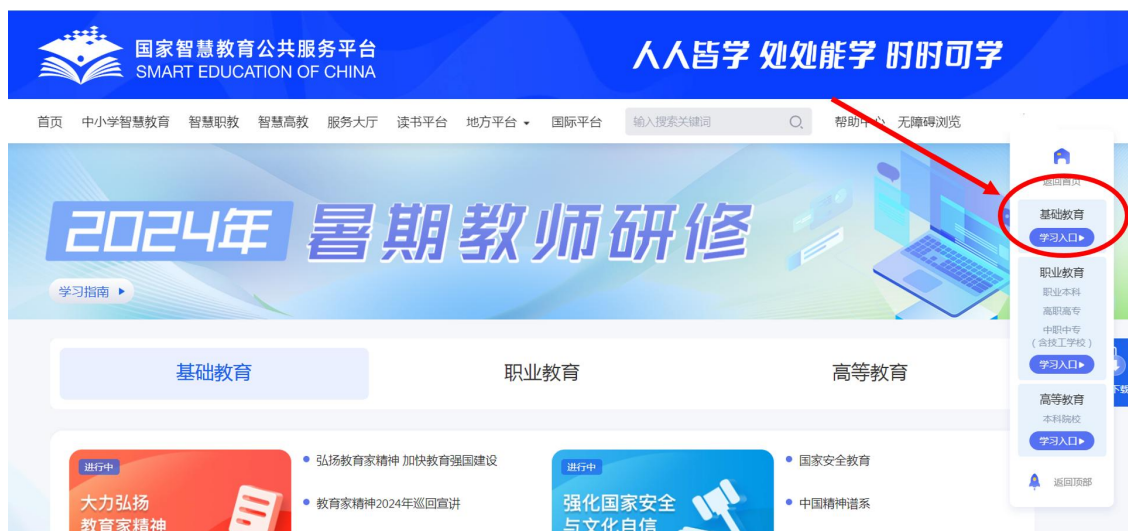 国家智慧教育公共服务平台
SMART EDUCATION OF CHINA
人人皆学 处处能学 时时可学
首页 中小学智慧教育 智慧职教 智慧高教 服务大厅 读书平台 地方平台 国际平台 输入搜索关键词 帮助中心 无障碍浏览
返回首页
基础教育
学习入口
职业教育
职业本科
高职高专
中职中专
(含技工学校)
学习入口
高等教育
本科院校
学习入口
返回顶部
2024年 暑期教师研修
学习指南
基础教育 职业教育 高等教育
进行中
大力弘扬
教育家精神
弘扬教育家精神 加快教育强国建设
教育家精神2024年巡回宣讲
进行中
强化国家安全
与文化自信
国家安全教育
中国精神谱系